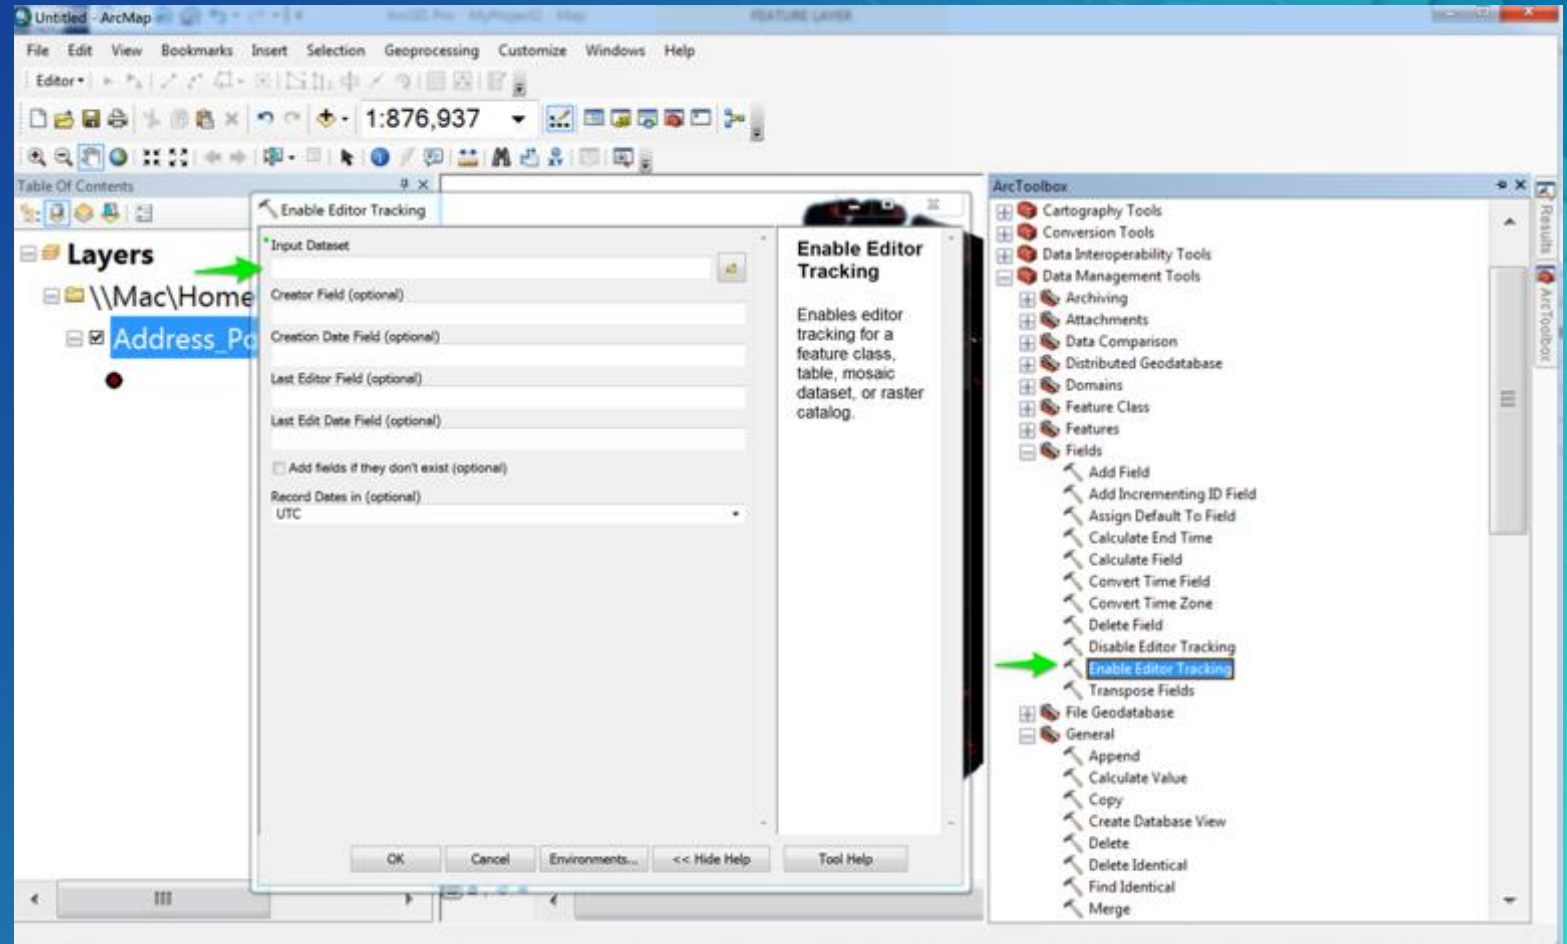 Untitled - ArcMap
ArcGIS Pro - MyProject2 - Map
FEATURE LAYER
File Edit View Bookmarks Insert Selection Geoprocessing Customize Windows Help
Editor
1:876,937
Table Of Contents
Layers
\\Mac\Home
Address_Po
Enable Editor Tracking
Input Dataset
Creator Field (optional)
Creation Date Field (optional)
Last Editor Field (optional)
Last Edit Date Field (optional)
Add fields if they don't exist (optional)
Record Dates in (optional)
UTC
OK Cancel Environments... << Hide Help Tool Help
Enable Editor
Tracking
Enables editor
tracking for a
feature class,
table, mosaic
dataset, or raster
catalog.
ArcToolbox
Cartography Tools
Conversion Tools
Data Interoperability Tools
Data Management Tools
Archiving
Attachments
Data Comparison
Distributed Geodatabase
Domains
Feature Class
Features
Fields
Add Field
Add Incrementing ID Field
Assign Default To Field
Calculate End Time
Calculate Field
Convert Time Field
Convert Time Zone
Delete Field
Disable Editor Tracking
Enable Editor Tracking
Transpose Fields
File Geodatabase
General
Append
Calculate Value
Copy
Create Database View
Delete
Delete Identical
Find Identical
Merge
Results
ArcToolbox